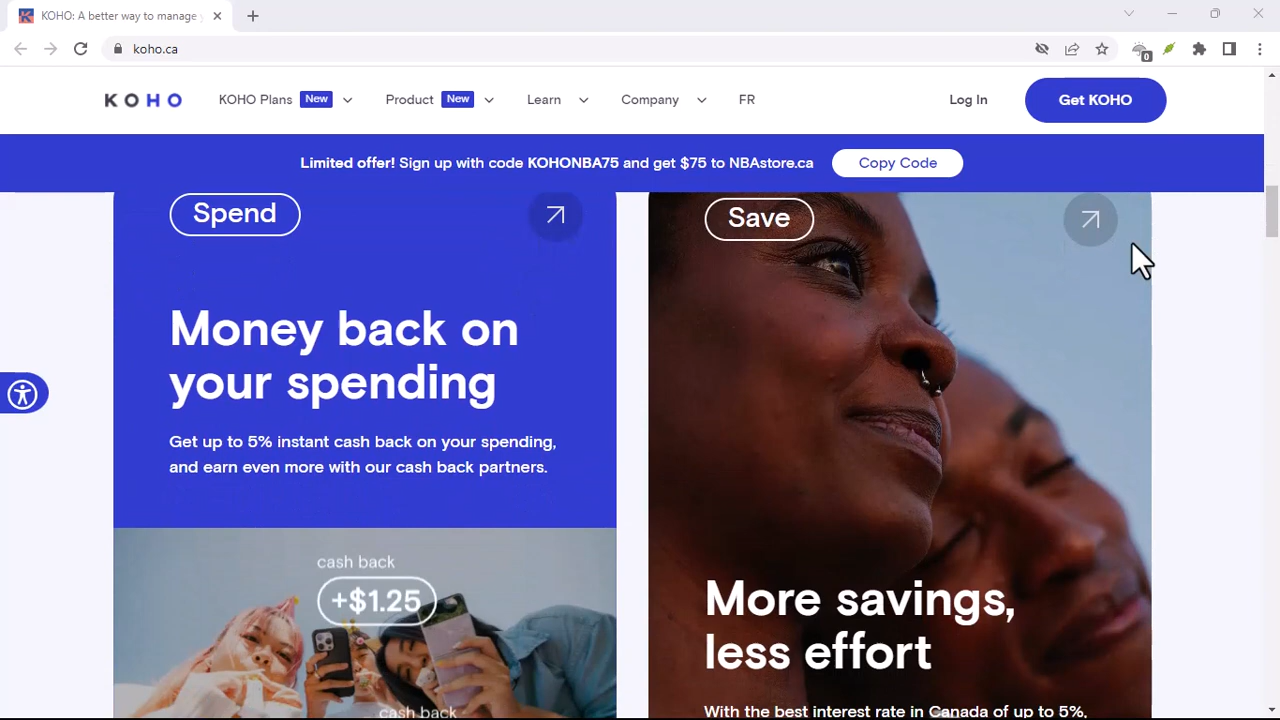 KOHO: A better way to manage
koho.ca
0
KOHO
KOHO Plans New
Product New
Learn
Company
FR
Log In
Get KOHO
Limited offer! Sign up with code KOHONBA75 and get $75 to NBAstore.ca
Copy Code
Spend
Money back on
your spending
Get up to 5% instant cash back on your spending,
and earn even more with our cash back partners.
cash back
+$1.25
cash back
Save
More savings,
less effort
With the best interest rate in Canada of up to 5%,